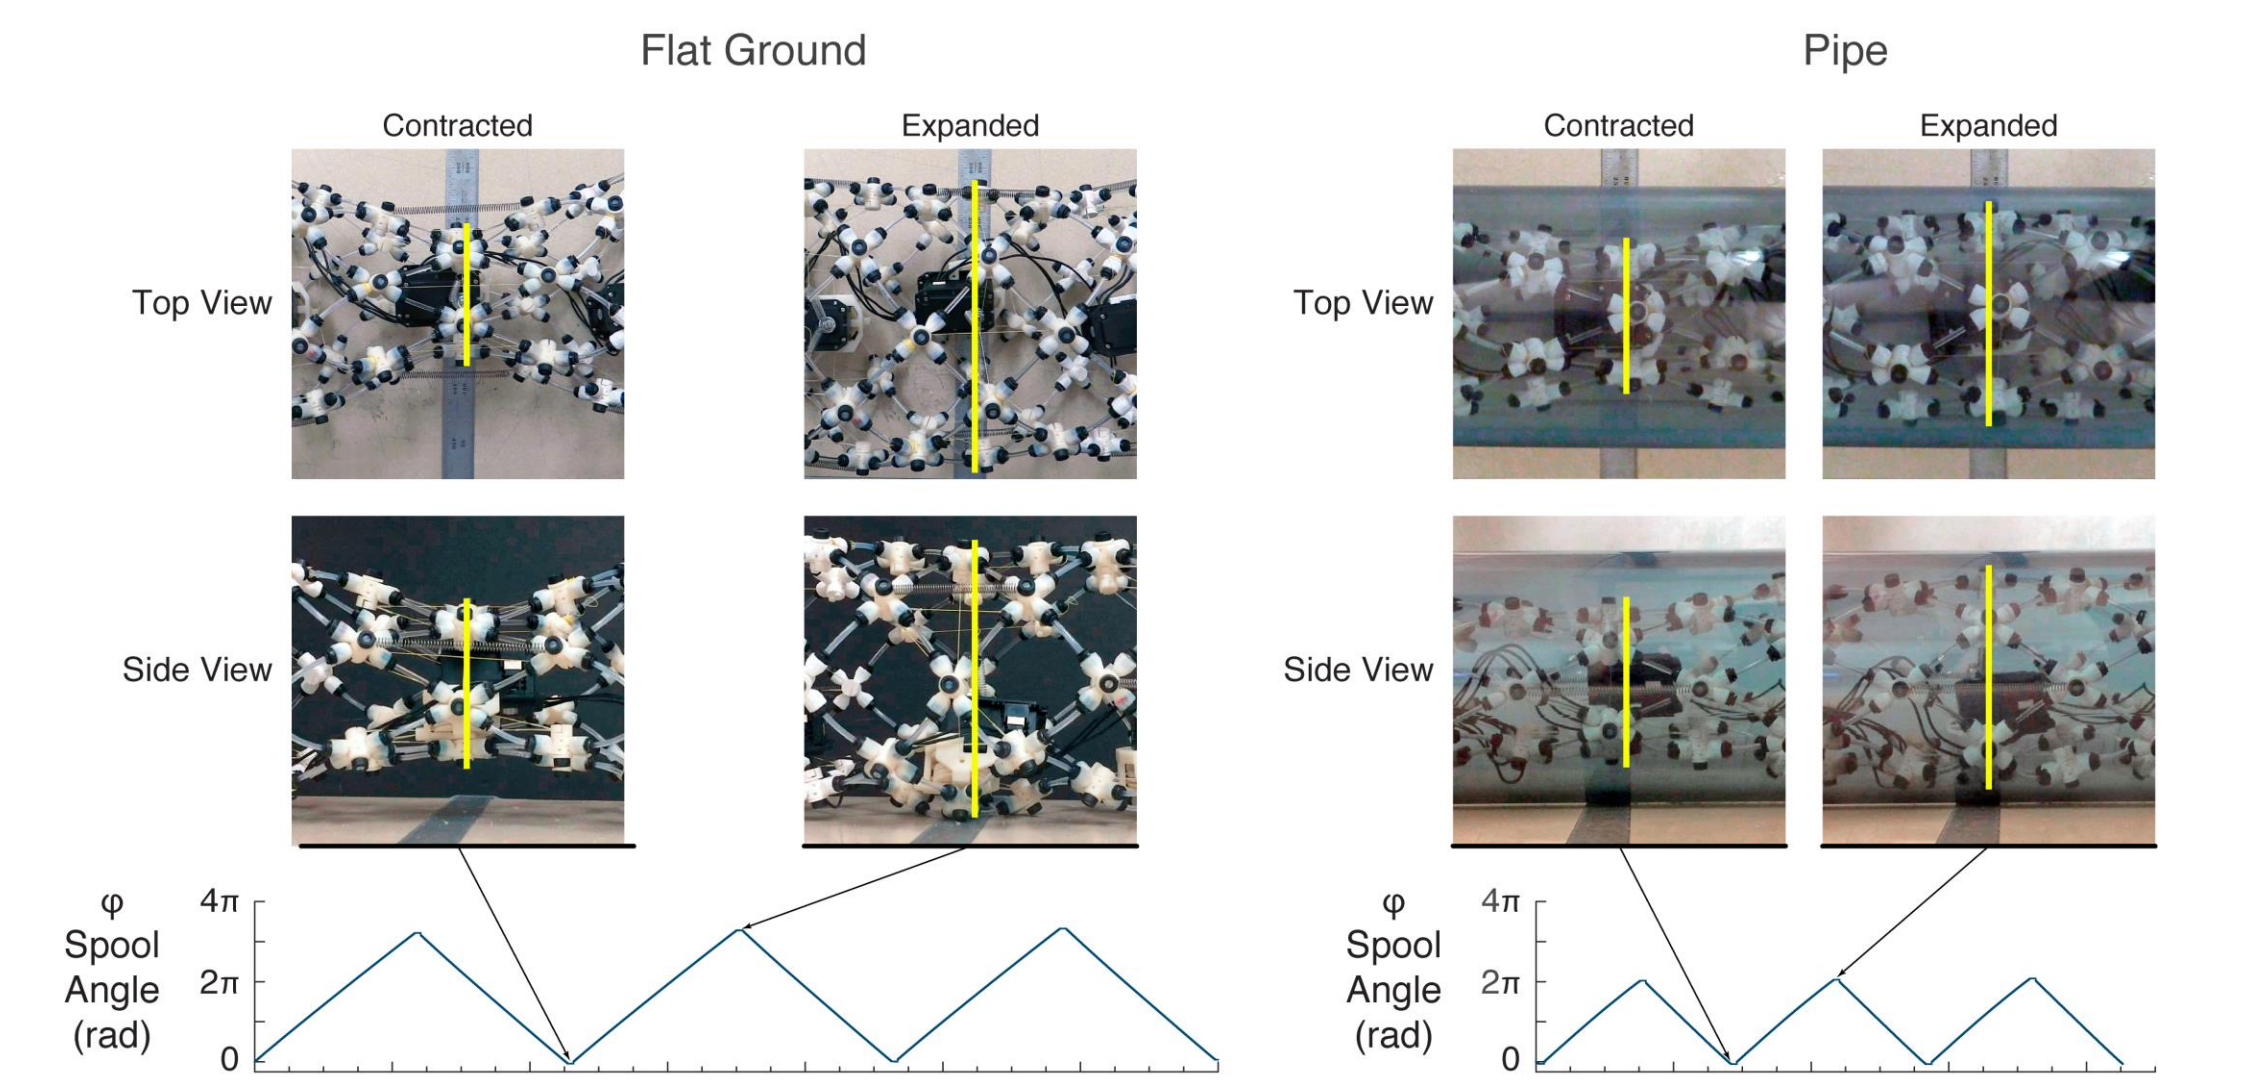 Flat Ground
Pipe
Contracted
Expanded
Contracted
Expanded
Top View
Top View
Side View
Side View
φ
Spool
Angle
(rad)
4π
2π
0
φ
Spool
Angle
(rad)
4π
2π
0